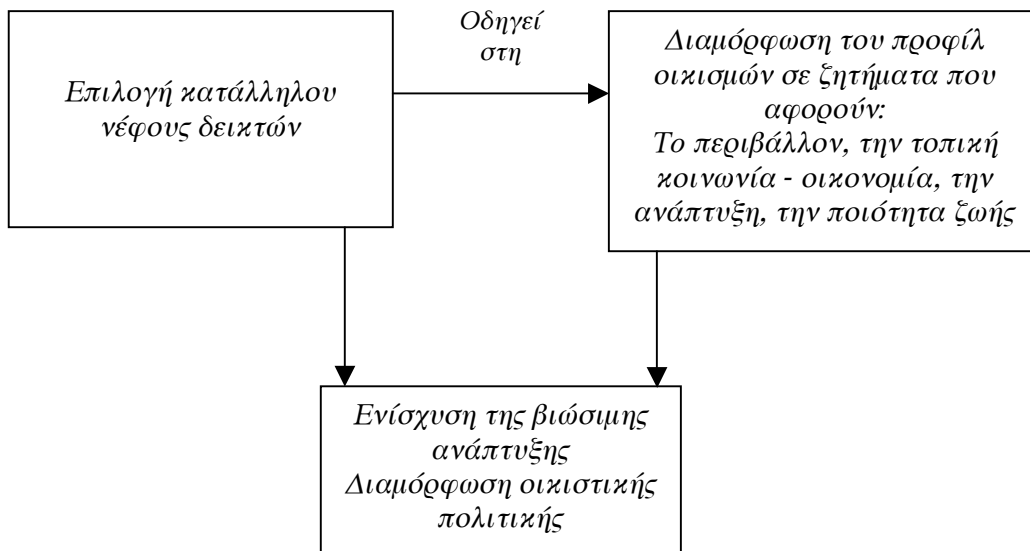 Επιλογή κατάλληλου
νέφους δεικτών
Οδηγεί
στη
Διαμόρφωση του προφίλ
οικισμών σε ζητήματα που
αφορούν:
Το περιβάλλον, την τοπική
κοινωνία - οικονομία, την
ανάπτυξη, την ποιότητα ζωής
Ενίσχυση της βιώσιμης
ανάπτυξης
Διαμόρφωση οικιστικής
πολιτικής